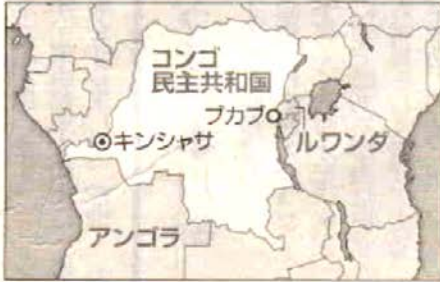 コンゴ
民主共和国
ブカブ
キンシャサ
ルワンダ
アンゴラ